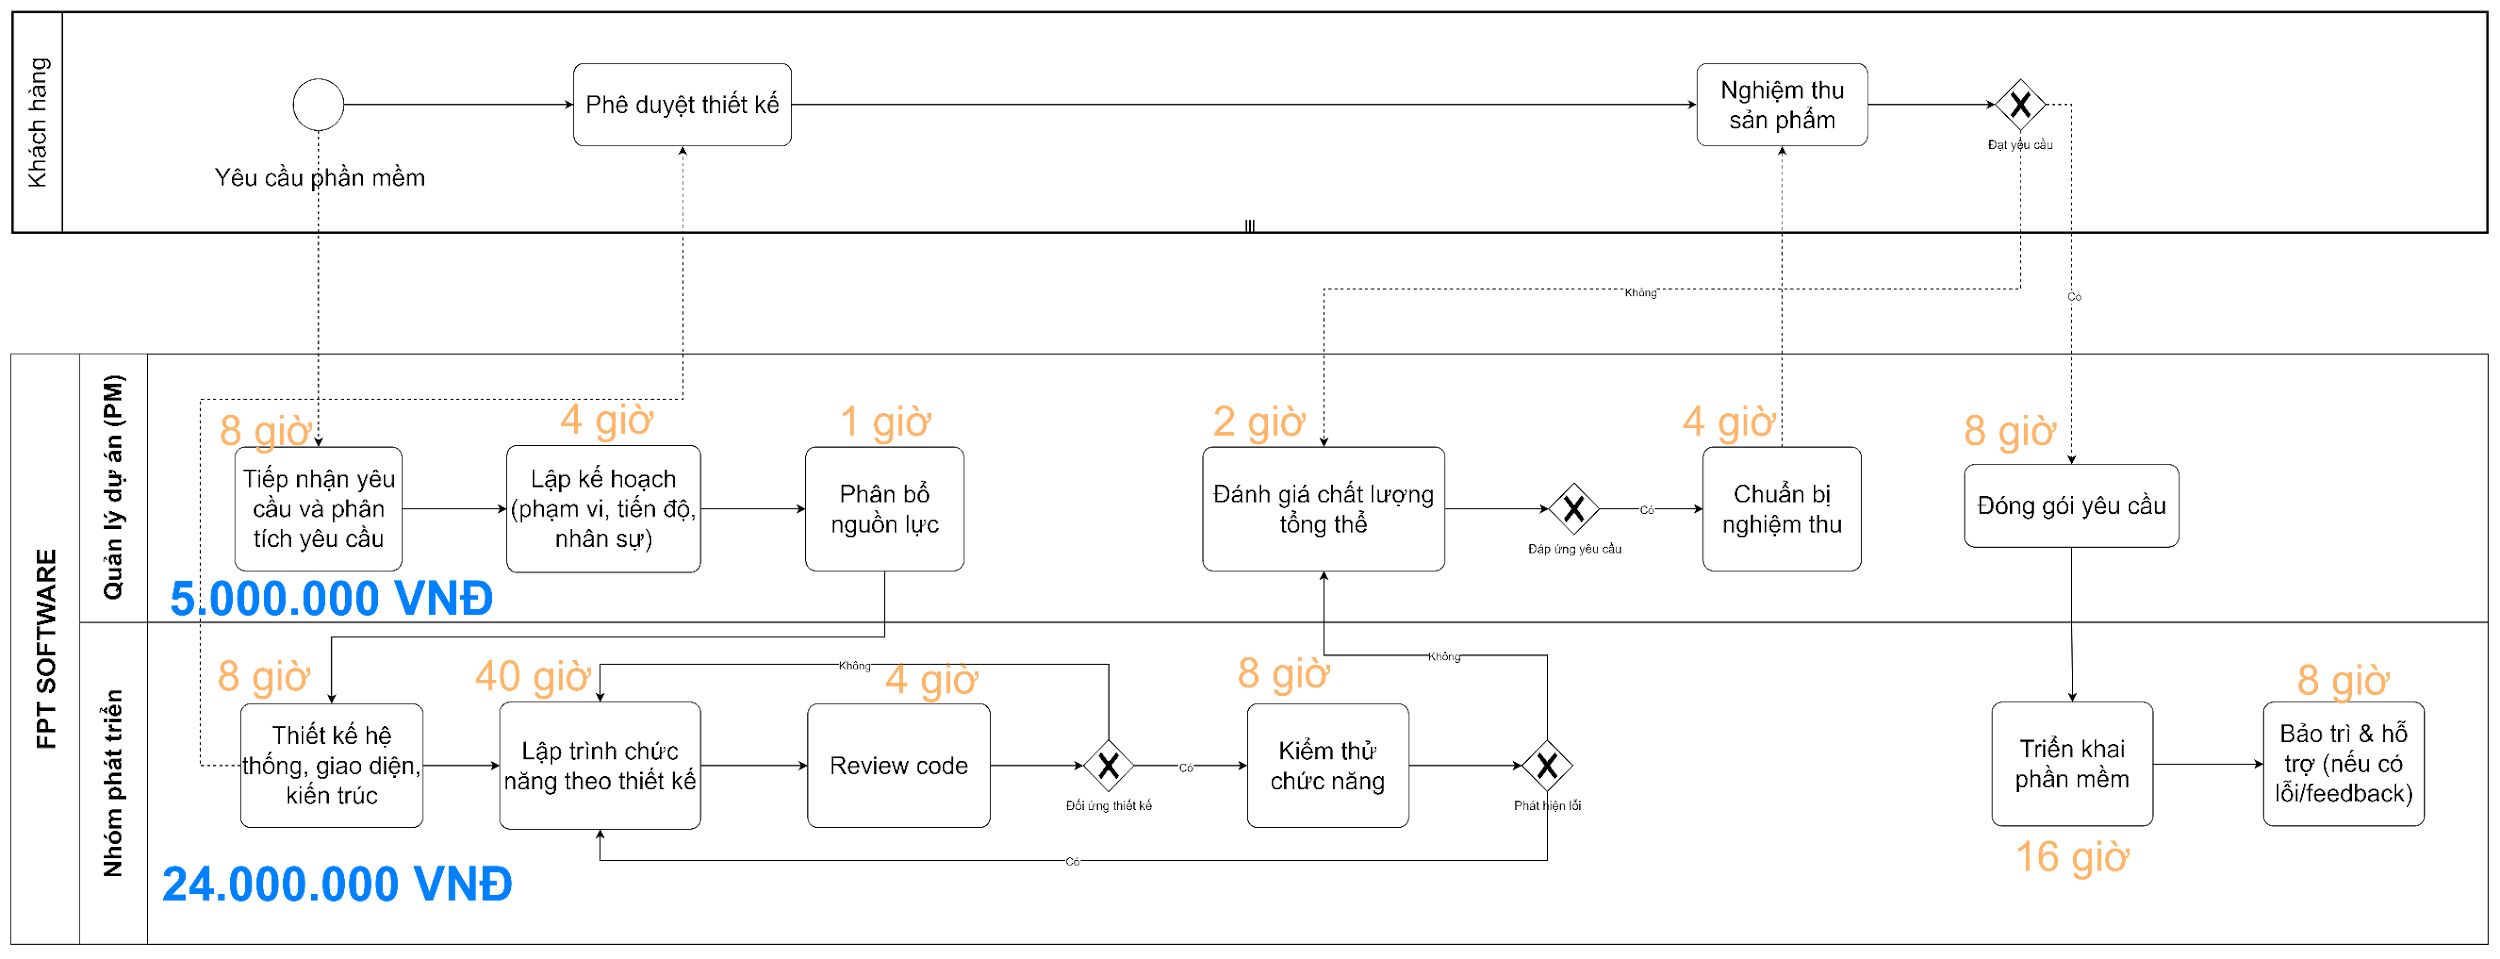 Khách hàng
Phê duyệt thiết kế
Nghiệm thu
sản phẩm
Đạt yêu cầu
Yêu cầu phần mềm
Không
Có
FPT SOFTWARE
Quản lý dự án (PM)
8 giờ
4 giờ
1 giờ
2 giờ
4 giờ
8 giờ
Tiếp nhận yêu
cầu và phân
tích yêu cầu
Lập kế hoạch
(phạm vi, tiến độ,
nhân sự)
Phân bổ
nguồn lực
Đánh giá chất lượng
tổng thể
Đáp ứng yêu cầu
Có
Chuẩn bị
nghiệm thu
Đóng gói yêu cầu
5.000.000 VNĐ
Nhóm phát triển
8 giờ
40 giờ
Không
4 giờ
8 giờ
Không
8 giờ
Thiết kế hệ
thống, giao diện,
kiến trúc
Lập trình chức
năng theo thiết kế
Review code
Đối ứng thiết kế
Có
Kiểm thử
chức năng
Phát hiện lỗi
Triển khai
phần mềm
Bảo trì & hỗ
trợ (nếu có
lỗi/feedback)
Có
16 giờ
24.000.000 VNĐ